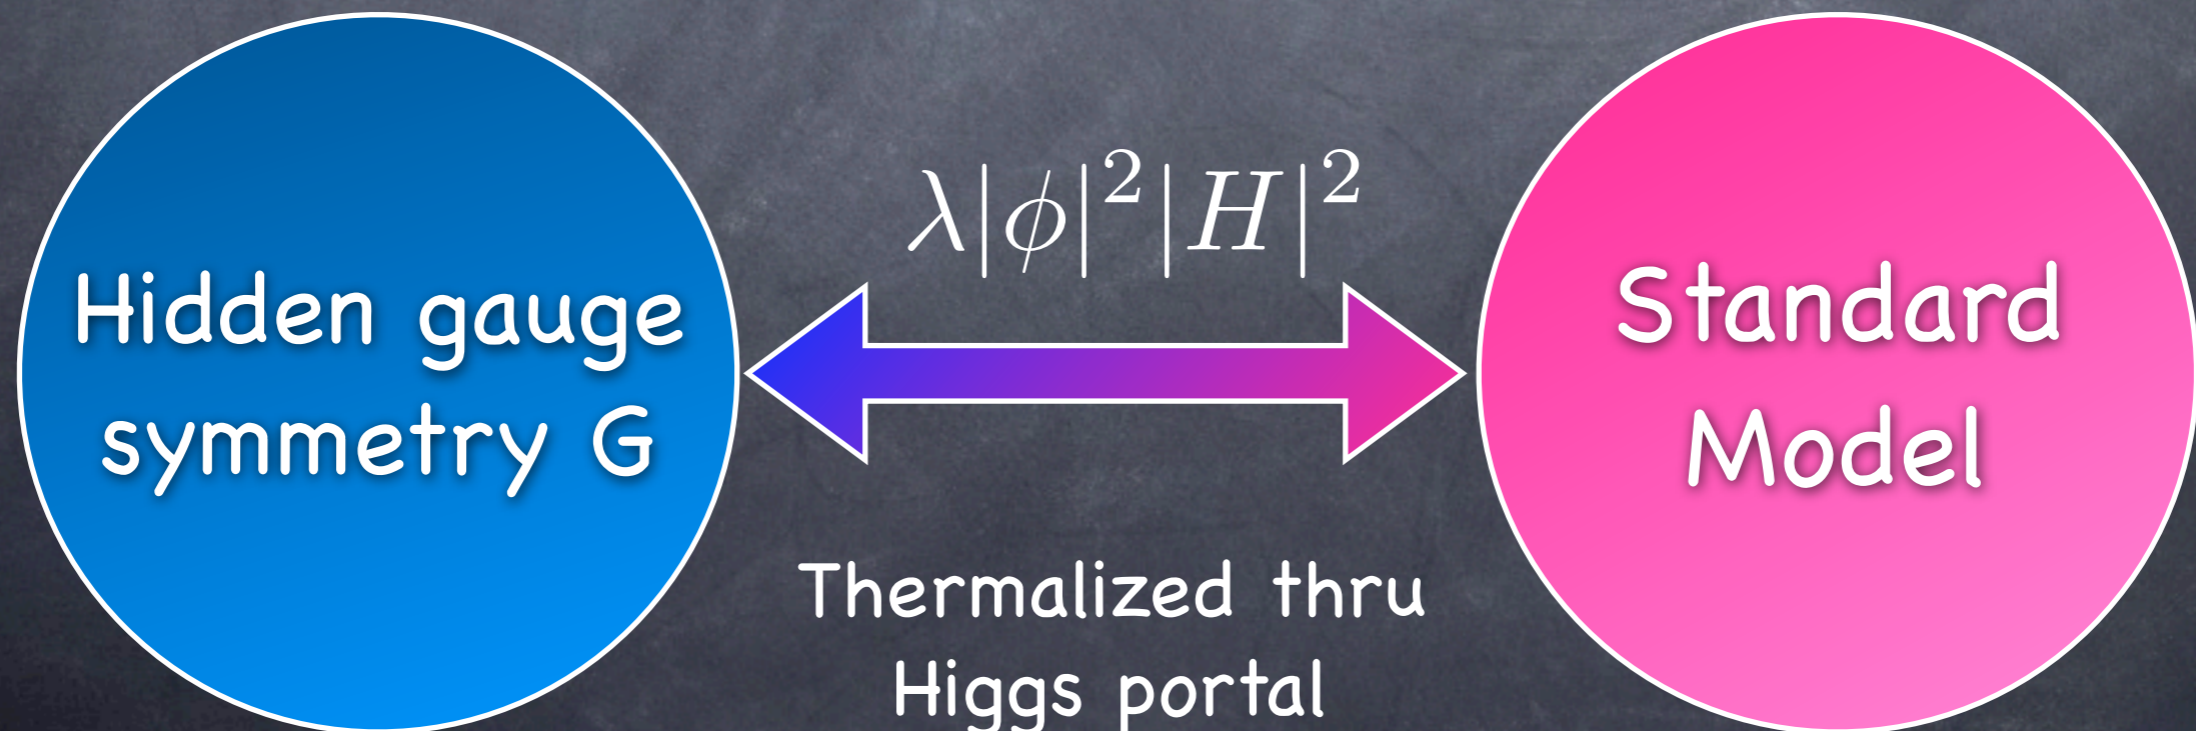 Hidden gauge
symmetry G
λ|ϕ|²|H|²
Thermalized thru
Higgs portal
Standard
Model